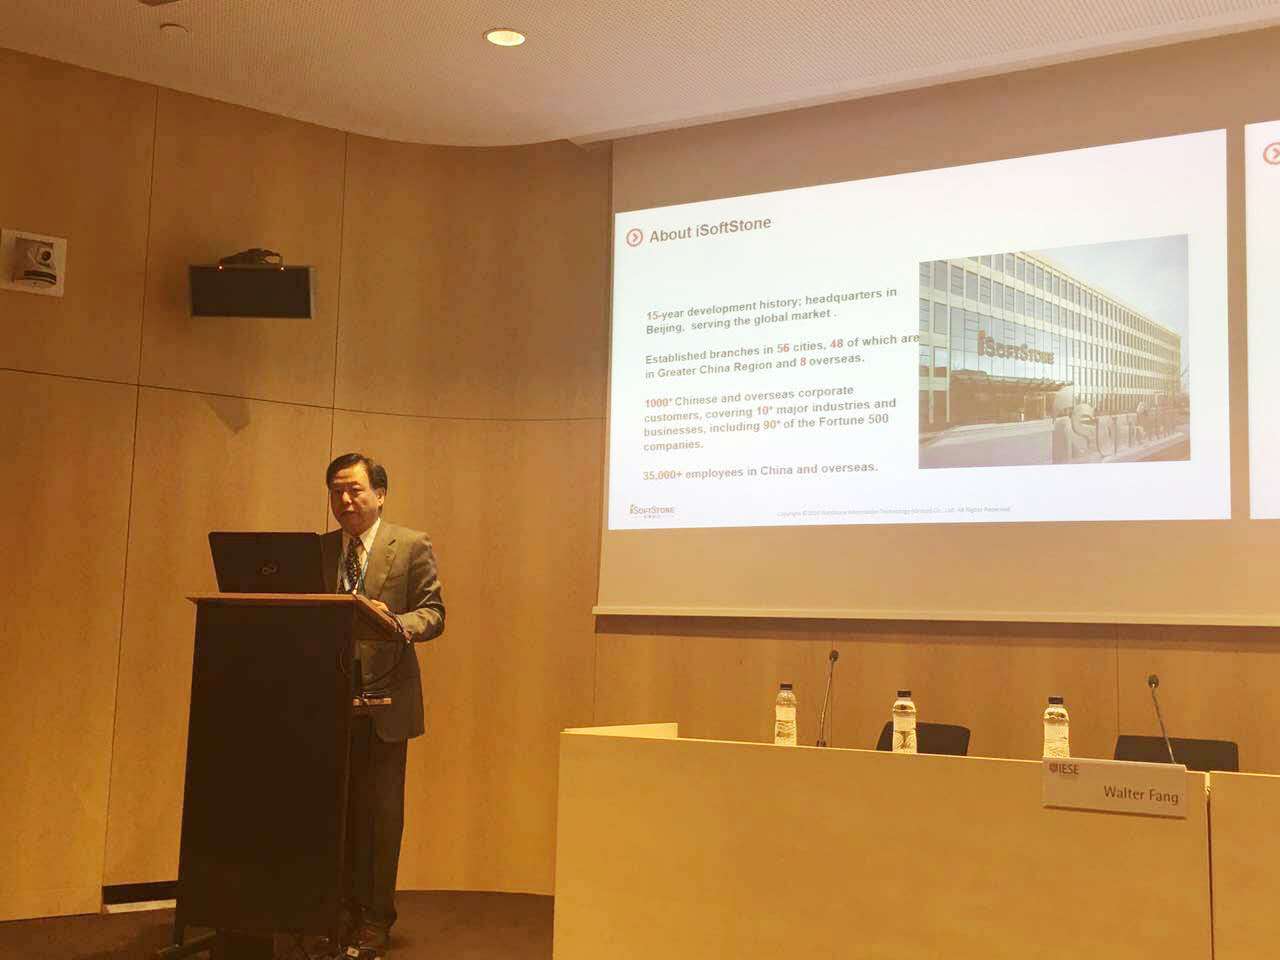 About iSoftStone
15-year development history; headquarters in
Beijing, serving the global market .
Established branches in 56 cities, 48 of which are
in Greater China Region and 8 overseas.
1000+ Chinese and overseas corporate
customers, covering 10+ major industries and
businesses, including 90+ of the Fortune 500
companies.
35,000+ employees in China and overseas.
iSOFTSTONE
iSOFTSTONE
IESE
Walter Fang